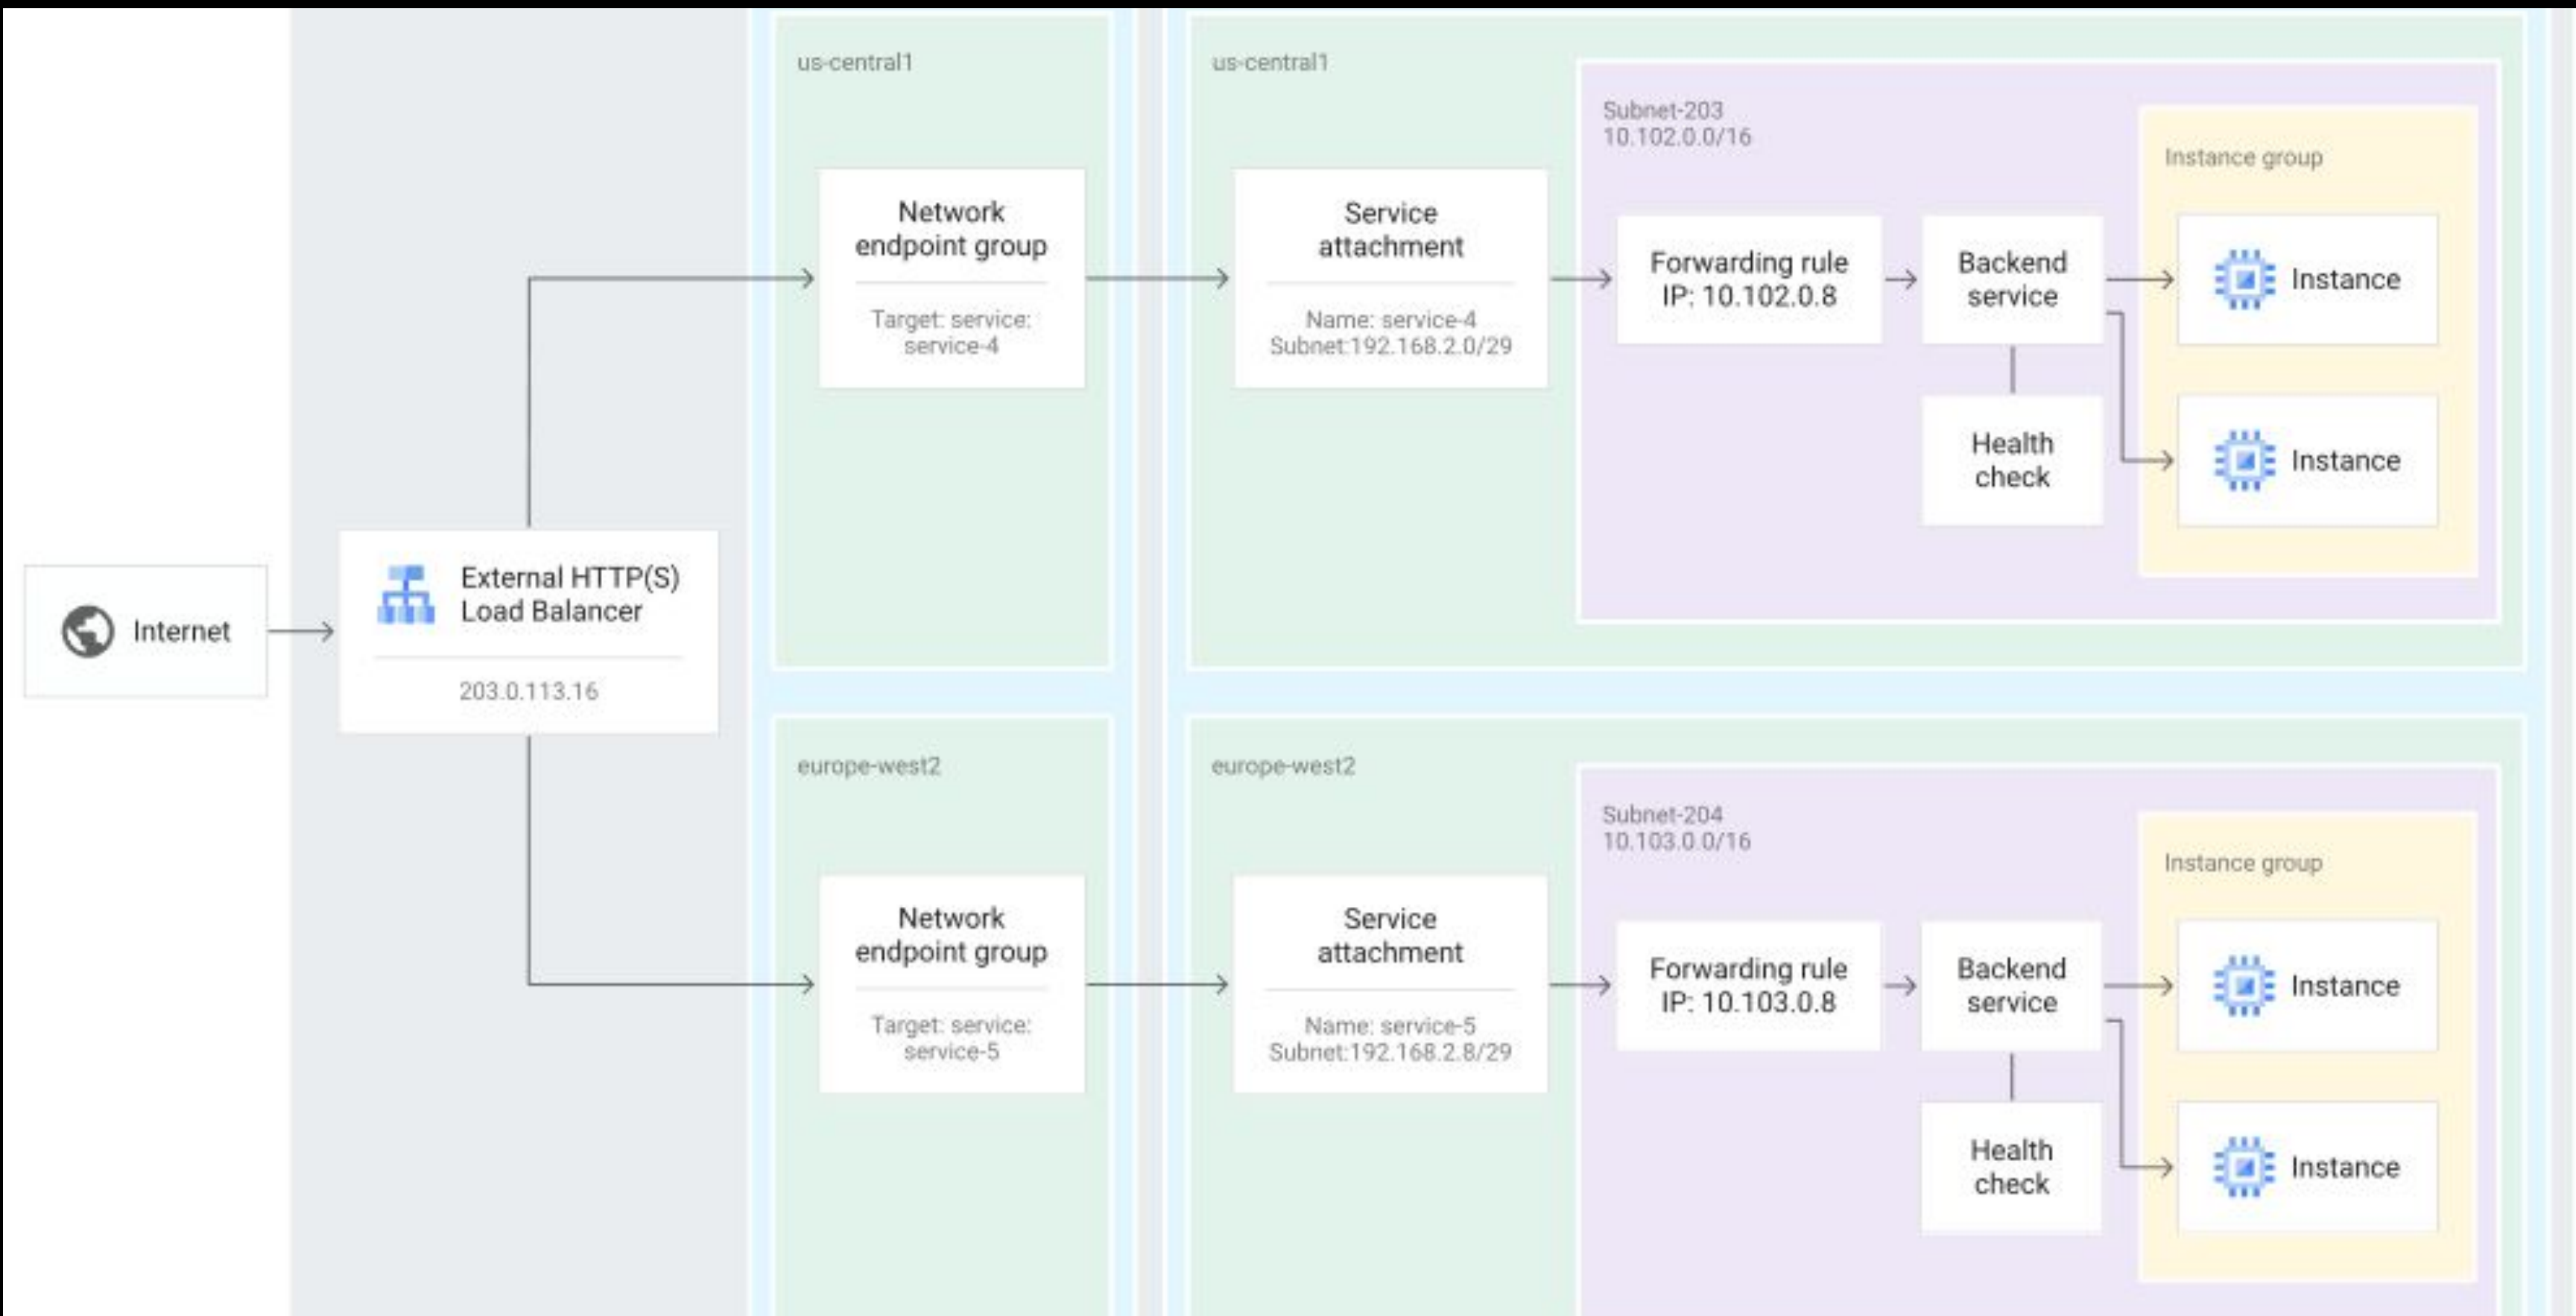 us-central1
us-central1
Subnet-203
10.102.0.0/16
Instance group
Network
endpoint group
Target: service:
service-4
Service
attachment
Name: service-4
Subnet:192.168.2.0/29
Forwarding rule
IP: 10.102.0.8
Backend
service
Instance
Health
check
Instance
Internet
External HTTP(S)
Load Balancer
203.0.113.16
europe-west2
europe-west2
Subnet-204
10.103.0.0/16
Instance group
Network
endpoint group
Target: service:
service-5
Service
attachment
Name: service-5
Subnet:192.168.2.8/29
Forwarding rule
IP: 10.103.0.8
Backend
service
Instance
Health
check
Instance